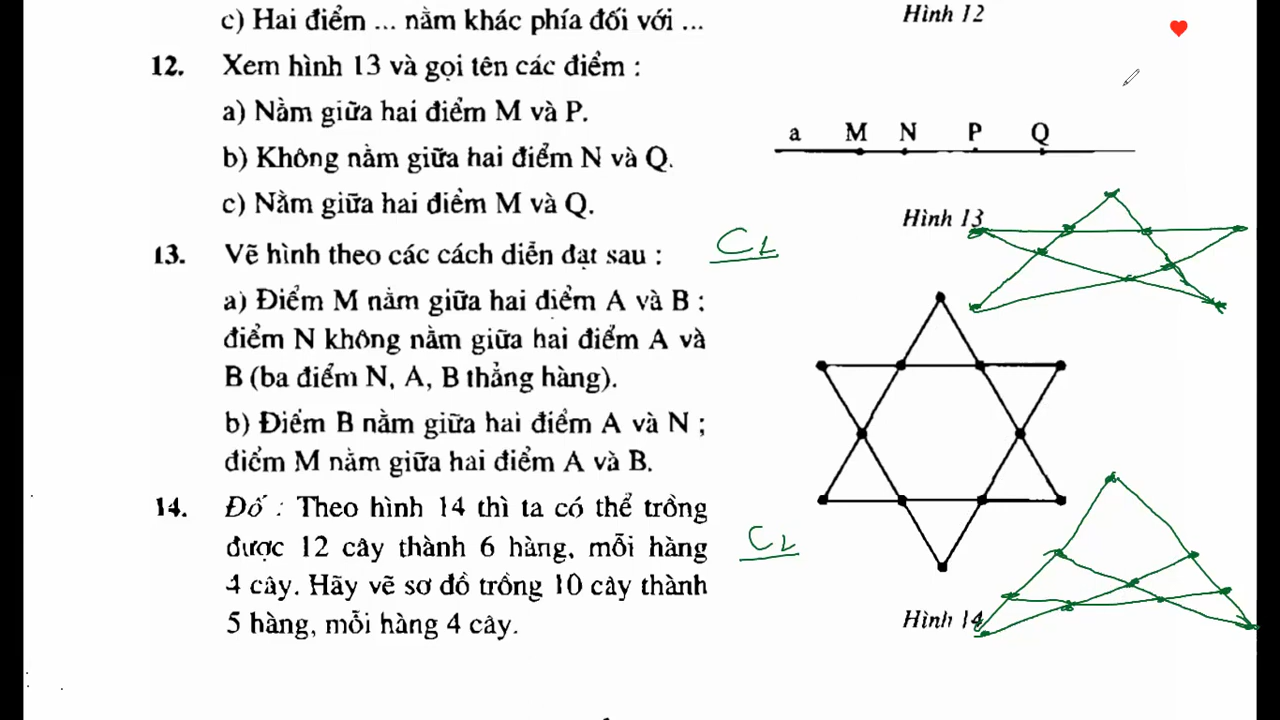 c) Hai điểm ... nằm khác phía đối với ...
Hình 12
12. Xem hình 13 và gọi tên các điểm :
a) Nằm giữa hai điểm M và P.
a M N P Q
b) Không nằm giữa hai điểm N và Q.
c) Nằm giữa hai điểm M và Q.
Hình 13
13. Vẽ hình theo các cách diễn đạt sau :
CL
a) Điểm M nằm giữa hai điểm A và B ;
điểm N không nằm giữa hai điểm A và
B (ba điểm N, A, B thẳng hàng).
b) Điểm B nằm giữa hai điểm A và N ;
điểm M nằm giữa hai điểm A và B.
14. Đố : Theo hình 14 thì ta có thể trồng
được 12 cây thành 6 hàng, mỗi hàng
CL
4 cây. Hãy vẽ sơ đồ trồng 10 cây thành
5 hàng, mỗi hàng 4 cây.
Hình 14